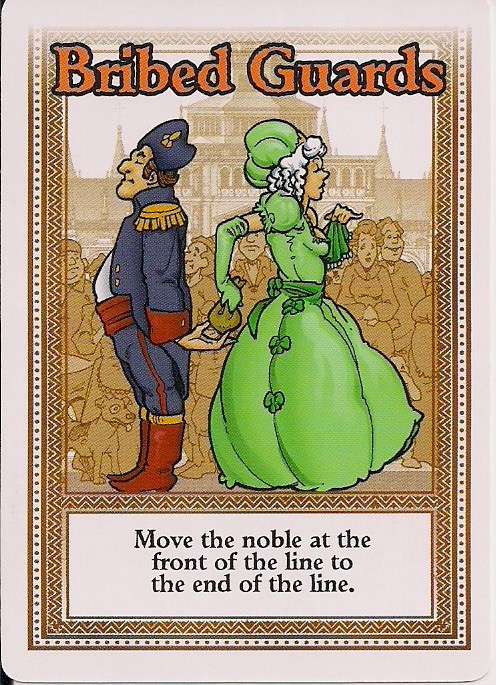 Bribed Guards
Move the noble at the
front of the line to
the end of the line.